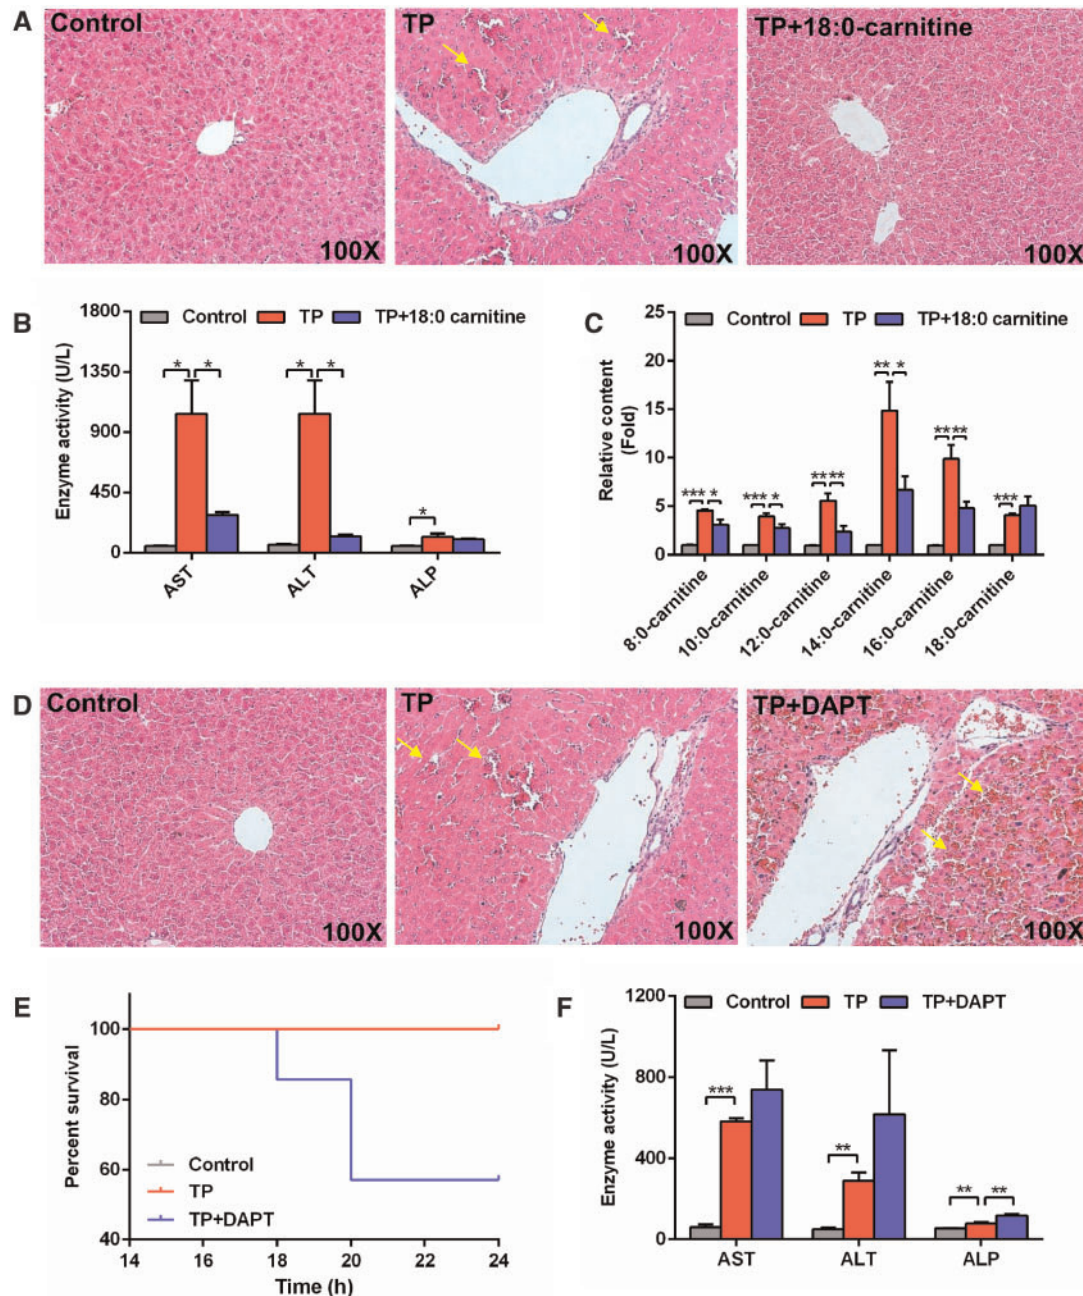 A
Control
100X
TP
100X
TP+18:0-carnitine
100X
B
Control TP TP+18:0 carnitine
Enzyme activity (U/L)
1800
1350
900
450
0
* *
* *
*
AST ALT ALP
C
Control TP TP+18:0 carnitine
Relative content
(Fold)
25
20
15
10
5
0
*** *
*** *
** **
** *
** **
***
8:0-carnitine
10:0-carnitine
12:0-carnitine
14:0-carnitine
16:0-carnitine
18:0-carnitine
D
Control
100X
TP
100X
TP+DAPT
100X
E
Percent survival
100
80
60
40
Control
TP
TP+DAPT
14 16 18 20 22 24
Time (h)
F
Control TP TP+DAPT
Enzyme activity (U/L)
1200
800
400
0
***
**
** **
AST ALT ALP